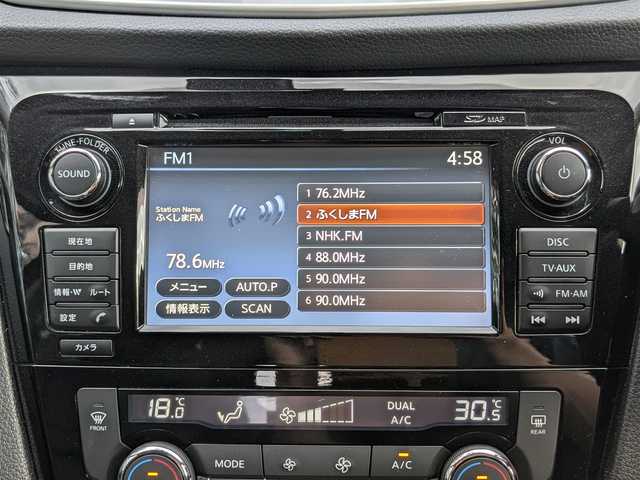 SD MAP
TUNE·FOLDER
VOL
SOUND
FM1
4:58
Station Name
ふくしまFM
78.6MHz
メニュー
AUTO.P
情報表示
SCAN
1 76.2MHz
2 ふくしまFM
3 NHK.FM
4 88.0MHz
5 90.0MHz
6 90.0MHz
現在地
目的地
情報・VV ルート
設定
カメラ
DISC
TV·AUX
FM·AM
FRONT
18.0°C
DUAL
A/C
30.5°C
REAR
MODE
A/C